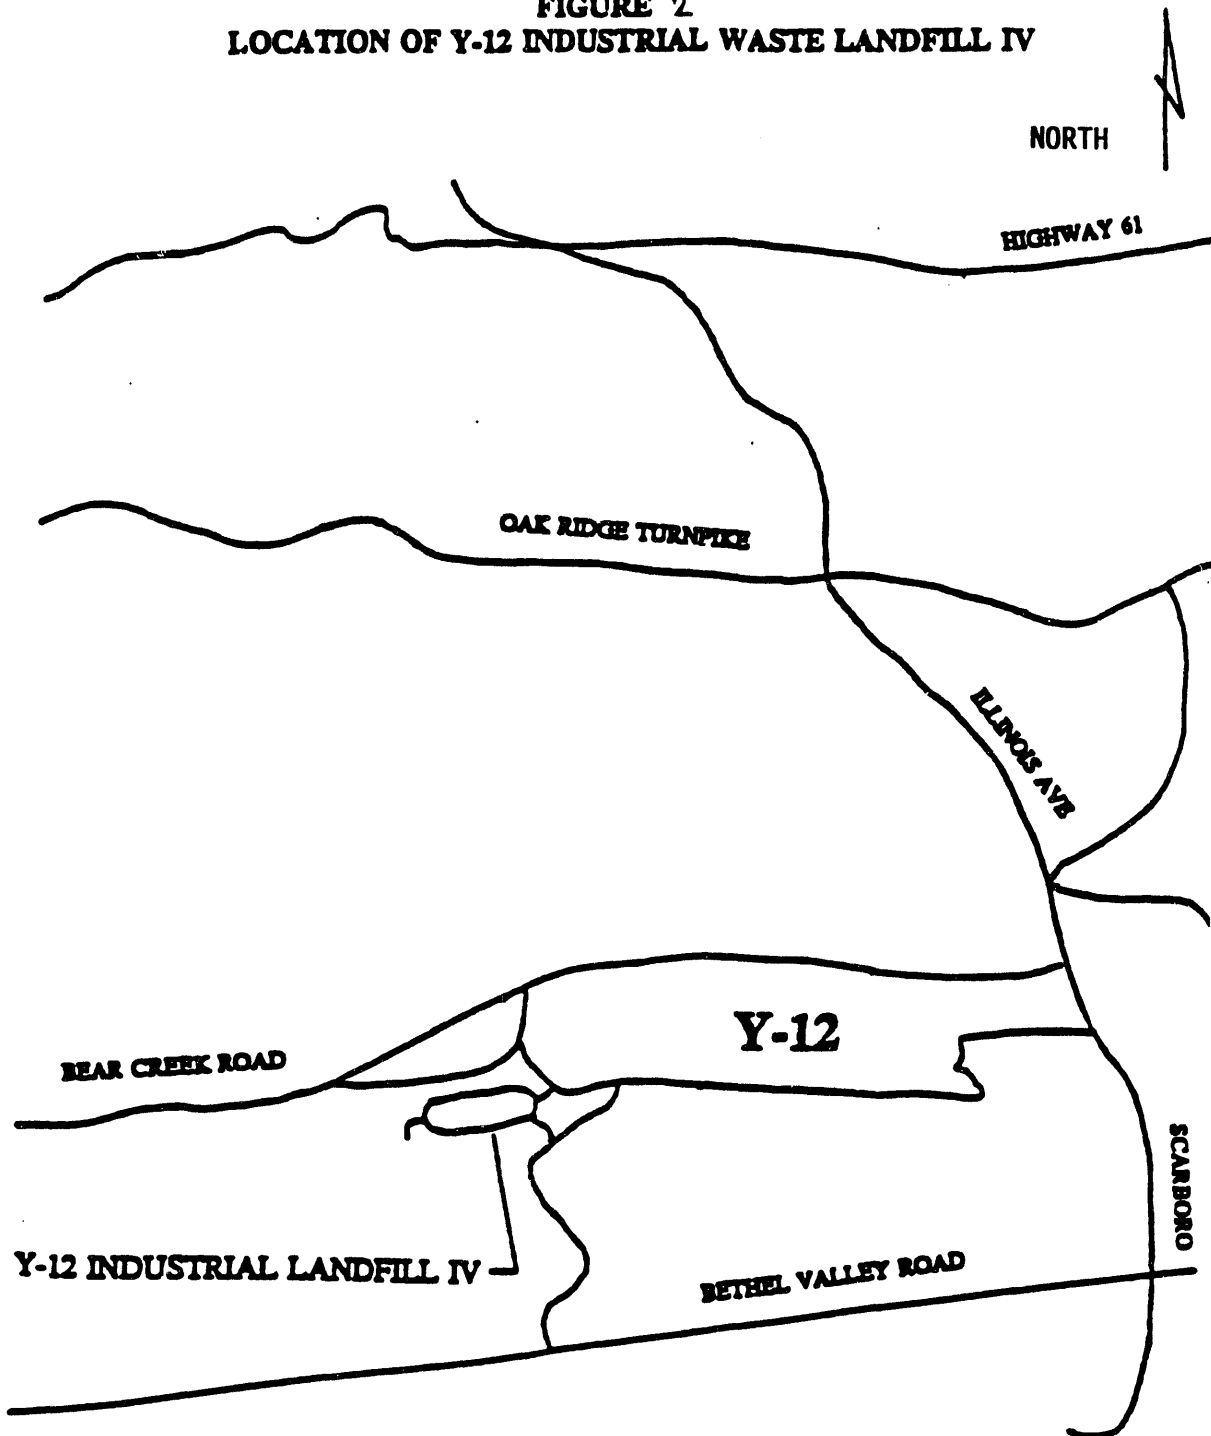 FIGURE 2
LOCATION OF Y-12 INDUSTRIAL WASTE LANDFILL IV
NORTH
HIGHWAY 61
OAK RIDGE TURNPIKE
ILLINOIS AVE
Y-12
BEAR CREEK ROAD
SCARBORO
Y-12 INDUSTRIAL LANDFILL IV
BETHEL VALLEY ROAD